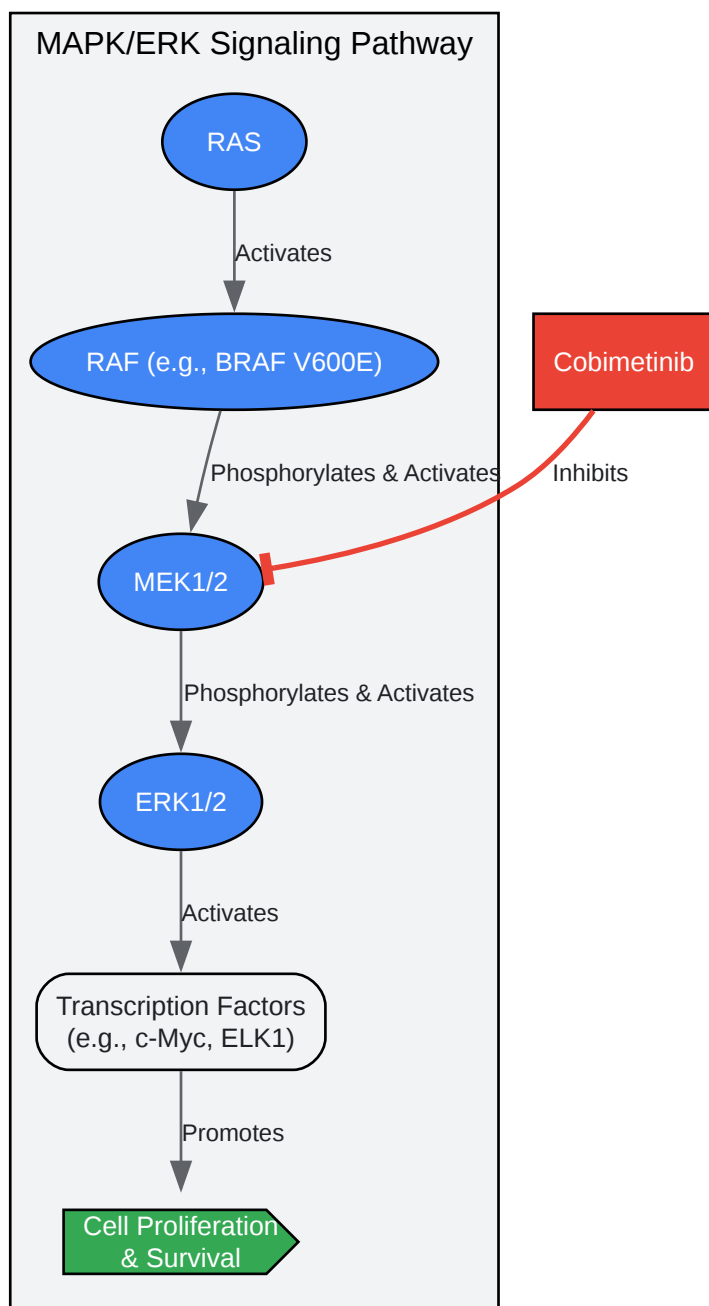 MAPK/ERK Signaling Pathway
RAS
Activates
RAF (e.g., BRAF V600E)
Cobimetinib
Phosphorylates & Activates
Inhibits
MEK1/2
Phosphorylates & Activates
ERK1/2
Activates
Transcription Factors
(e.g., c-Myc, ELK1)
Promotes
Cell Proliferation
& Survival